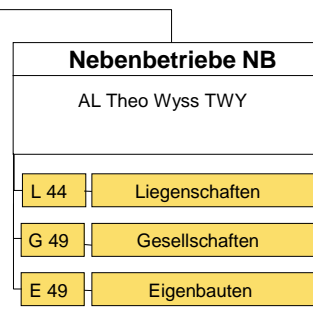 Nebenbetriebe NB
AL Theo Wyss TWY
L 44 Liegenschaften
G 49 Gesellschaften
E 49 Eigenbauten